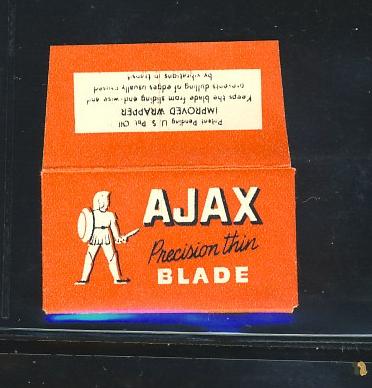 Patent Pending U. S. Pat. Off.
IMPROVED WRAPPER
Keeps the blade from sliding end-wise and
prevents dulling of edges usually caused
by vibrations in transit
AJAX
Precision thin
BLADE